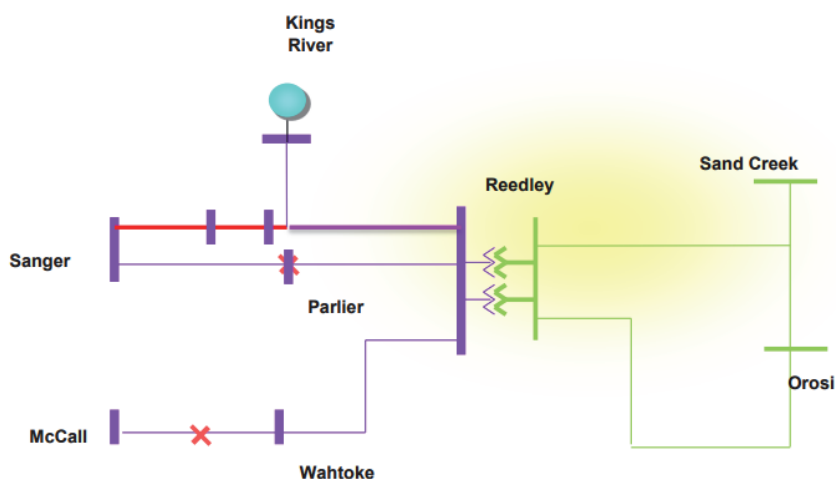 Kings
River
Sand Creek
Reedley
Sanger
Parlier
Orosi
McCall
Wahtoke